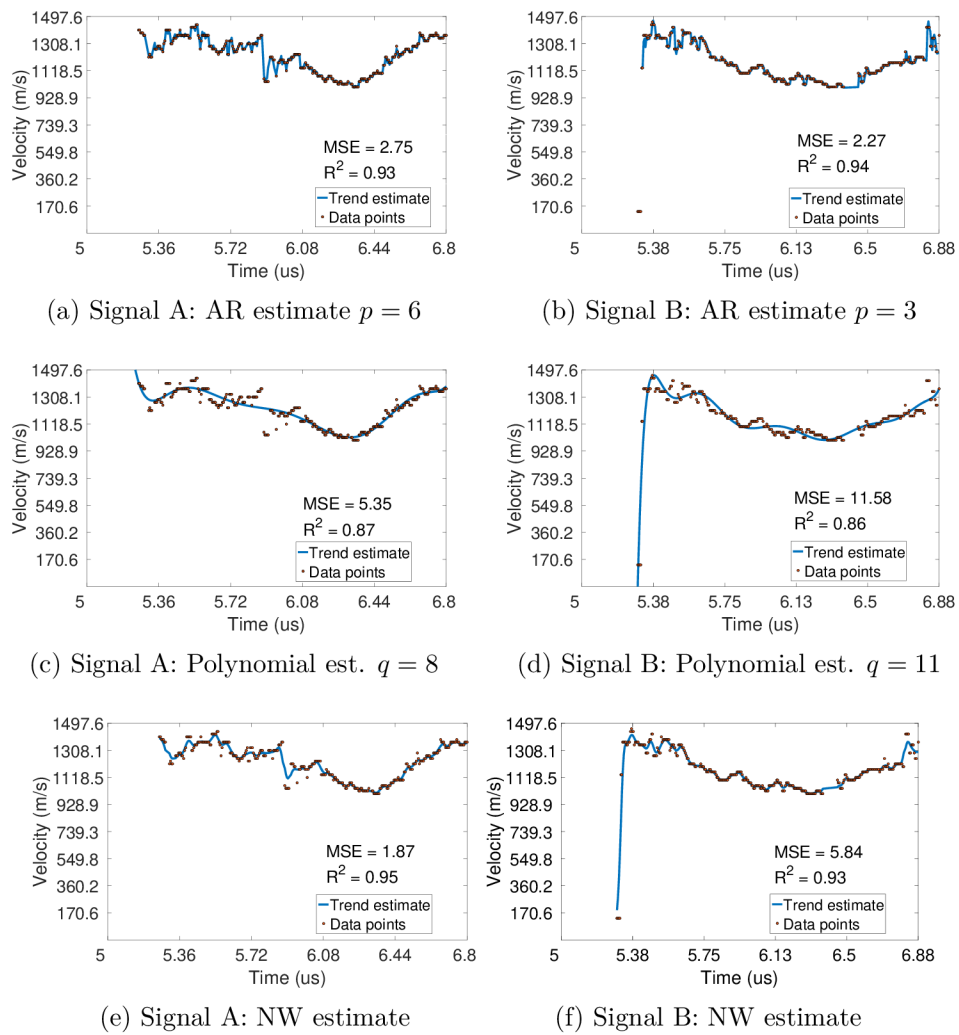 1497.6
1308.1
1118.5
928.9
739.3
549.8
360.2
170.6
Velocity (m/s)
MSE = 2.75
R² = 0.93
Trend estimate
Data points
5 5.36 5.72 6.08 6.44 6.8
Time (us)
(a) Signal A: AR estimate p = 6
1497.6
1308.1
1118.5
928.9
739.3
549.8
360.2
170.6
Velocity (m/s)
MSE = 2.27
R² = 0.94
Trend estimate
Data points
5 5.38 5.75 6.13 6.5 6.88
Time (us)
(b) Signal B: AR estimate p = 3
1497.6
1308.1
1118.5
928.9
739.3
549.8
360.2
170.6
Velocity (m/s)
MSE = 5.35
R² = 0.87
Trend estimate
Data points
5 5.36 5.72 6.08 6.44 6.8
Time (us)
(c) Signal A: Polynomial est. q = 8
1497.6
1308.1
1118.5
928.9
739.3
549.8
360.2
170.6
Velocity (m/s)
MSE = 11.58
R² = 0.86
Trend estimate
Data points
5 5.38 5.75 6.13 6.5 6.88
Time (us)
(d) Signal B: Polynomial est. q = 11
1497.6
1308.1
1118.5
928.9
739.3
549.8
360.2
170.6
Velocity (m/s)
MSE = 1.87
R² = 0.95
Trend estimate
Data points
5 5.36 5.72 6.08 6.44 6.8
Time (us)
(e) Signal A: NW estimate
1497.6
1308.1
1118.5
928.9
739.3
549.8
360.2
170.6
Velocity (m/s)
MSE = 5.84
R² = 0.93
Trend estimate
Data points
5 5.38 5.75 6.13 6.5 6.88
Time (us)
(f) Signal B: NW estimate